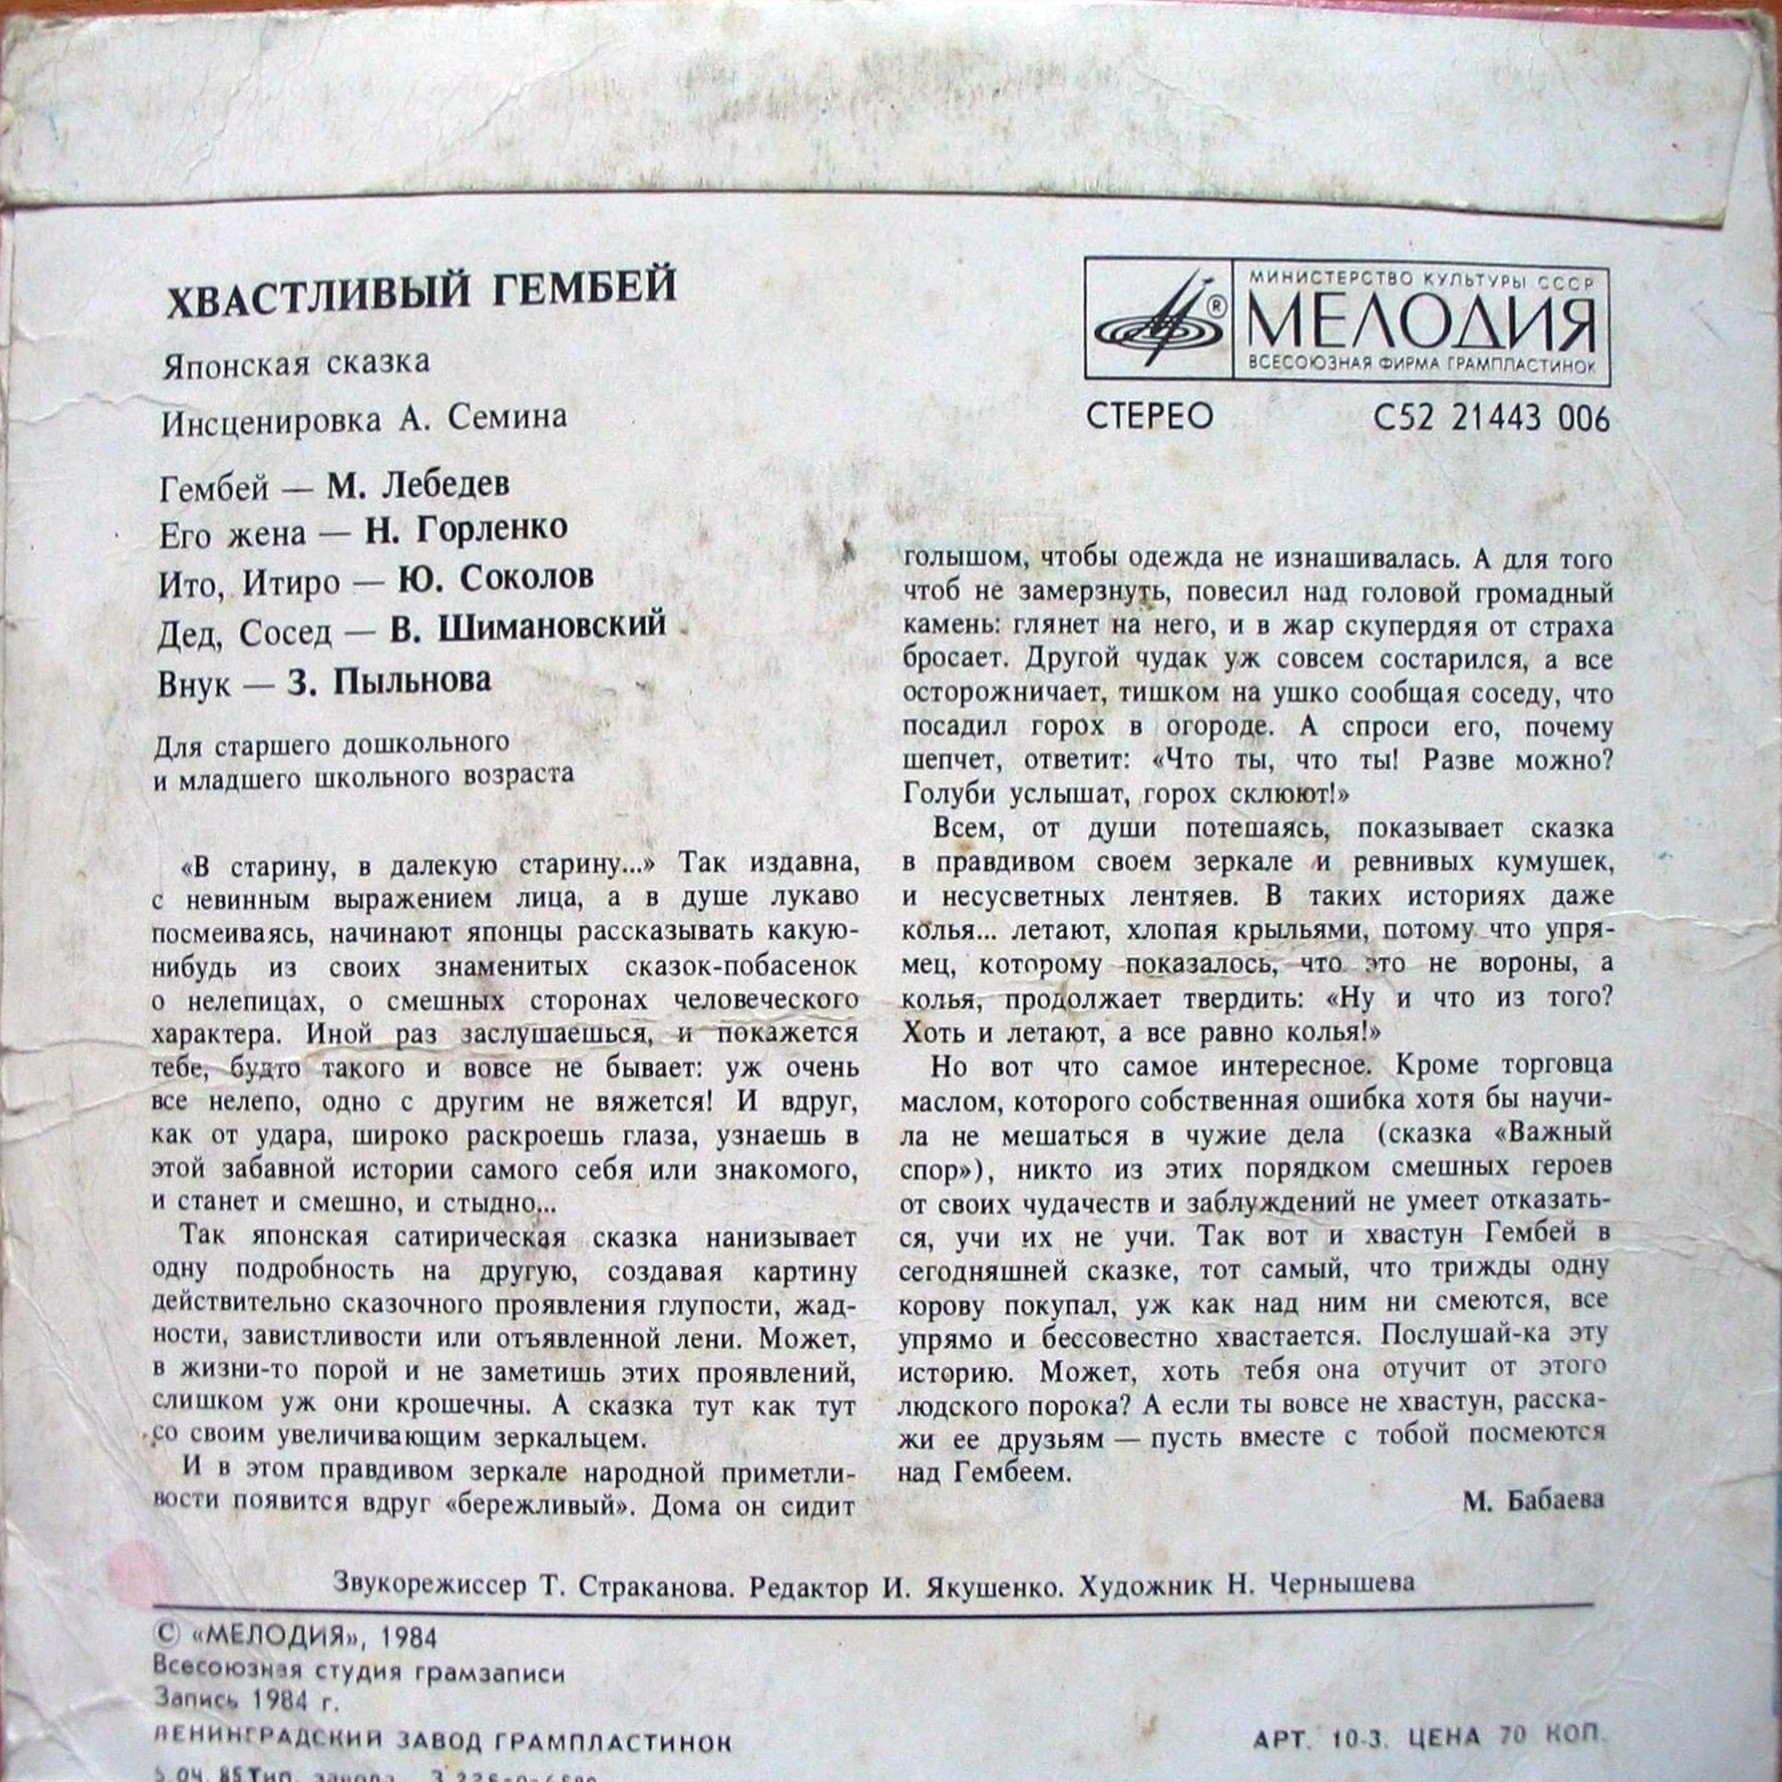 ХВАСТЛИВЫЙ ГЕМБЕЙ
Японская сказка
Инсценировка А. Семина
Гембей — М. Лебедев
Его жена — Н. Горленко
Ито, Итиро — Ю. Соколов
Дед, Сосед — В. Шимановский
Внук — З. Пыльнова
Для старшего дошкольного
и младшего школьного возраста
МИНИСТЕРСТВО КУЛЬТУРЫ СССР
МЕЛОДИЯ
®
ВСЕСОЮЗНАЯ ФИРМА ГРАМПЛАСТИНОК
СТЕРЕО С52 21443 006
«В старину, в далекую старину...» Так издавна,
с невинным выражением лица, а в душе лукаво
посмеиваясь, начинают японцы рассказывать какую-
нибудь из своих знаменитых сказок-побасенок
о нелепицах, о смешных сторонах человеческого
характера. Иной раз заслушаешься, и покажется
тебе, будто такого и вовсе не бывает: уж очень
все нелепо, одно с другим не вяжется! И вдруг,
как от удара, широко раскроешь глаза, узнаешь в
этой забавной истории самого себя или знакомого,
и станет и смешно, и стыдно...
Так японская сатирическая сказка нанизывает
одну подробность на другую, создавая картину
действительно сказочного проявления глупости, жад-
ности, завистливости или отъявленной лени. Может,
в жизни-то порой и не заметишь этих проявлений,
слишком уж они крошечны. А сказка тут как тут
со своим увеличивающим зеркальцем.
И в этом правдивом зеркале народной приметли-
вости появится вдруг «бережливый». Дома он сидит
голышом, чтобы одежда не изнашивалась. А для того
чтоб не замерзнуть, повесил над головой громадный
камень: глянет на него, и в жар скупердяя от страха
бросает. Другой чудак уж совсем состарился, а все
осторожничает, тишком на ушко сообщая соседу, что
посадил горох в огороде. А спроси его, почему
шепчет, ответит: «Что ты, что ты! Разве можно?
Голуби услышат, горох склюют!»
Всем, от души потешаясь, показывает сказка
в правдивом своем зеркале и ревнивых кумушек,
и несусветных лентяев. В таких историях даже
колья... летают, хлопая крыльями, потому что упря-
мец, которому показалось, что это не вороны, а
колья, продолжает твердить: «Ну и что из того?
Хоть и летают, а все равно колья!»
Но вот что самое интересное. Кроме торговца
маслом, которого собственная ошибка хотя бы научи-
ла не мешаться в чужие дела (сказка «Важный
спор»), никто из этих порядком смешных героев
от своих чудачеств и заблуждений не умеет отказать-
ся, учи их не учи. Так вот и хвастун Гембей в
сегодняшней сказке, тот самый, что трижды одну
корову покупал, уж как над ним ни смеются, все
упрямо и бессовестно хвастается. Послушай-ка эту
историю. Может, хоть тебя она отучит от этого
людского порока? А если ты вовсе не хвастун, расска-
жи ее друзьям — пусть вместе с тобой посмеются
над Гембеем.
М. Бабаева
Звукорежиссер Т. Страканова. Редактор И. Якушенко. Художник Н. Чернышева
© «МЕЛОДИЯ», 1984
Всесоюзная студия грамзаписи
Запись 1984 г.
ЛЕНИНГРАДСКИЙ ЗАВОД ГРАМПЛАСТИНОК
АРТ. 10-3. ЦЕНА 70 КОП.
85 Тип. завода